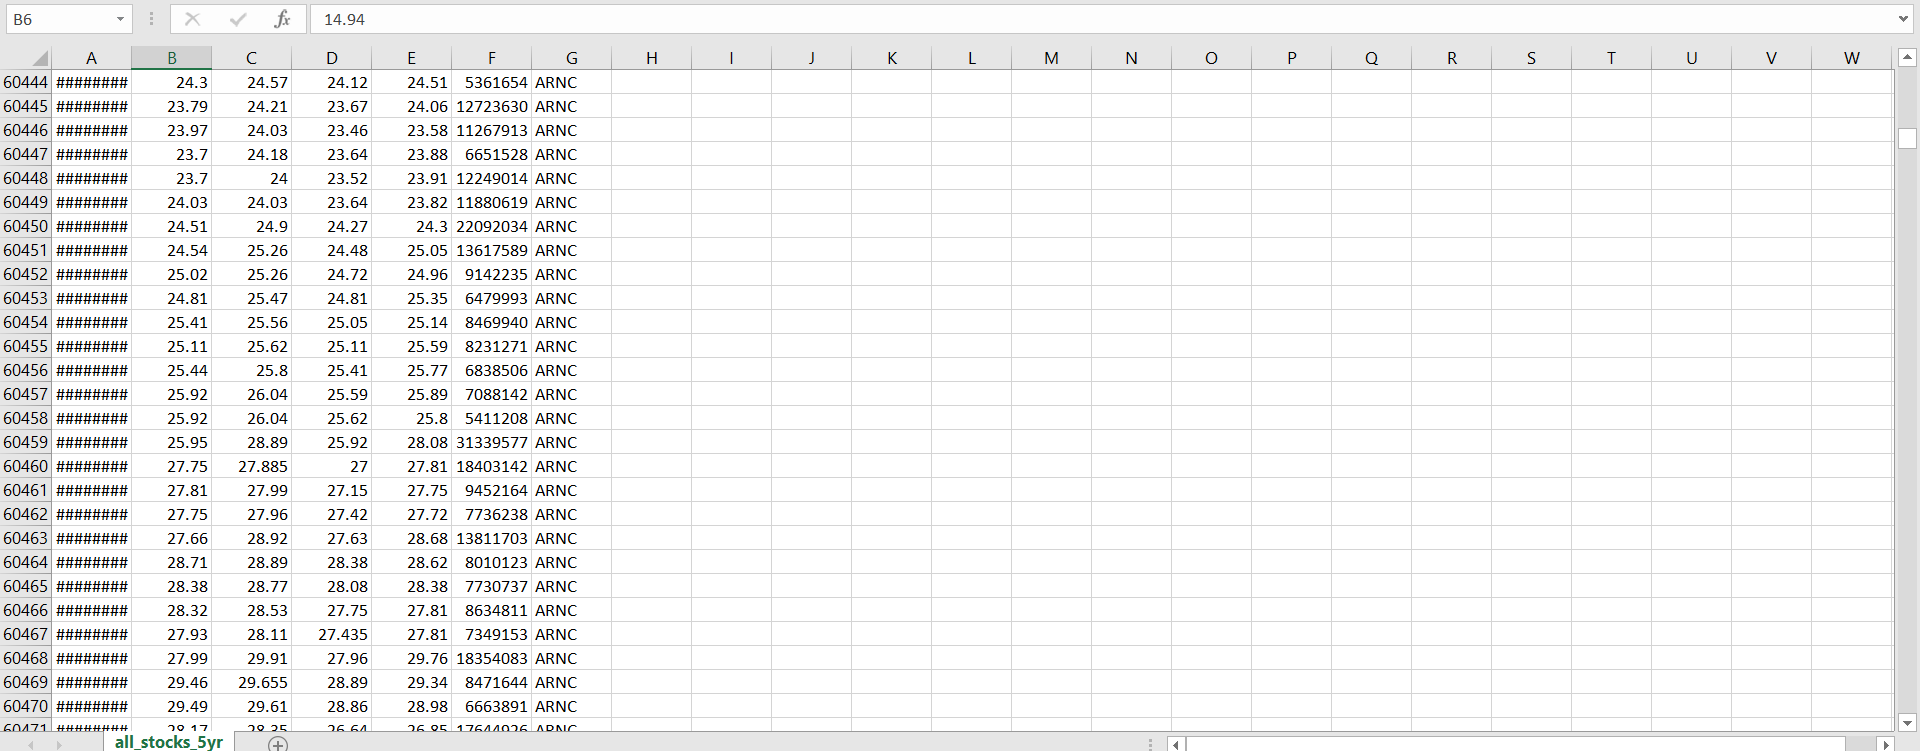 B6 fx 14.94
A B C D E F G H I J K L M N O P Q R S T U V W
60444 ######## 24.3 24.57 24.12 24.51 5361654 ARNC
60445 ######## 23.79 24.21 23.67 24.06 12723630 ARNC
60446 ######## 23.97 24.03 23.46 23.58 11267913 ARNC
60447 ######## 23.7 24.18 23.64 23.88 6651528 ARNC
60448 ######## 23.7 24 23.52 23.91 12249014 ARNC
60449 ######## 24.03 24.03 23.64 23.82 11880619 ARNC
60450 ######## 24.51 24.9 24.27 24.3 22092034 ARNC
60451 ######## 24.54 25.26 24.48 25.05 13617589 ARNC
60452 ######## 25.02 25.26 24.72 24.96 9142235 ARNC
60453 ######## 24.81 25.47 24.81 25.35 6479993 ARNC
60454 ######## 25.41 25.56 25.05 25.14 8469940 ARNC
60455 ######## 25.11 25.62 25.11 25.59 8231271 ARNC
60456 ######## 25.44 25.8 25.41 25.77 6838506 ARNC
60457 ######## 25.92 26.04 25.59 25.89 7088142 ARNC
60458 ######## 25.92 26.04 25.62 25.8 5411208 ARNC
60459 ######## 25.95 28.89 25.92 28.08 31339577 ARNC
60460 ######## 27.75 27.885 27 27.81 18403142 ARNC
60461 ######## 27.81 27.99 27.15 27.75 9452164 ARNC
60462 ######## 27.75 27.96 27.42 27.72 7736238 ARNC
60463 ######## 27.66 28.92 27.63 28.68 13811703 ARNC
60464 ######## 28.71 28.89 28.38 28.62 8010123 ARNC
60465 ######## 28.38 28.77 28.08 28.38 7730737 ARNC
60466 ######## 28.32 28.53 27.75 27.81 8634811 ARNC
60467 ######## 27.93 28.11 27.435 27.81 7349153 ARNC
60468 ######## 27.99 29.91 27.96 29.76 18354083 ARNC
60469 ######## 29.46 29.655 28.89 29.34 8471644 ARNC
60470 ######## 29.49 29.61 28.86 28.98 6663891 ARNC
60471 ######## 28.17 28.35 26.64 26.85 ARNC
all_stocks_5yr